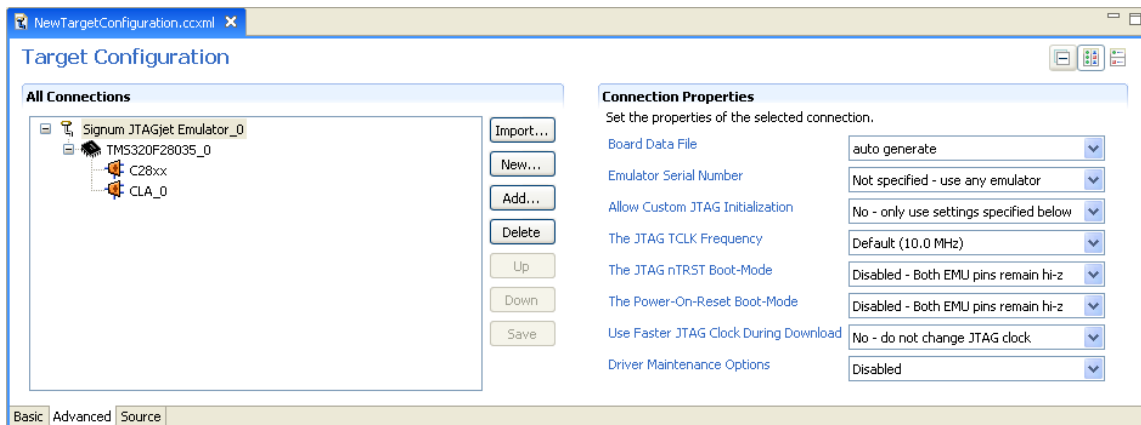 NewTargetConfiguration.ccxml
Target Configuration
All Connections
Signum JTAGjet Emulator_0
TMS320F28035_0
C28xx
CLA_0
Import...
New...
Add...
Delete
Up
Down
Save
Connection Properties
Set the properties of the selected connection.
Board Data File auto generate
Emulator Serial Number Not specified - use any emulator
Allow Custom JTAG Initialization No - only use settings specified below
The JTAG TCLK Frequency Default (10.0 MHz)
The JTAG nTRST Boot-Mode Disabled - Both EMU pins remain hi-z
The Power-On-Reset Boot-Mode Disabled - Both EMU pins remain hi-z
Use Faster JTAG Clock During Download No - do not change JTAG clock
Driver Maintenance Options Disabled
Basic Advanced Source